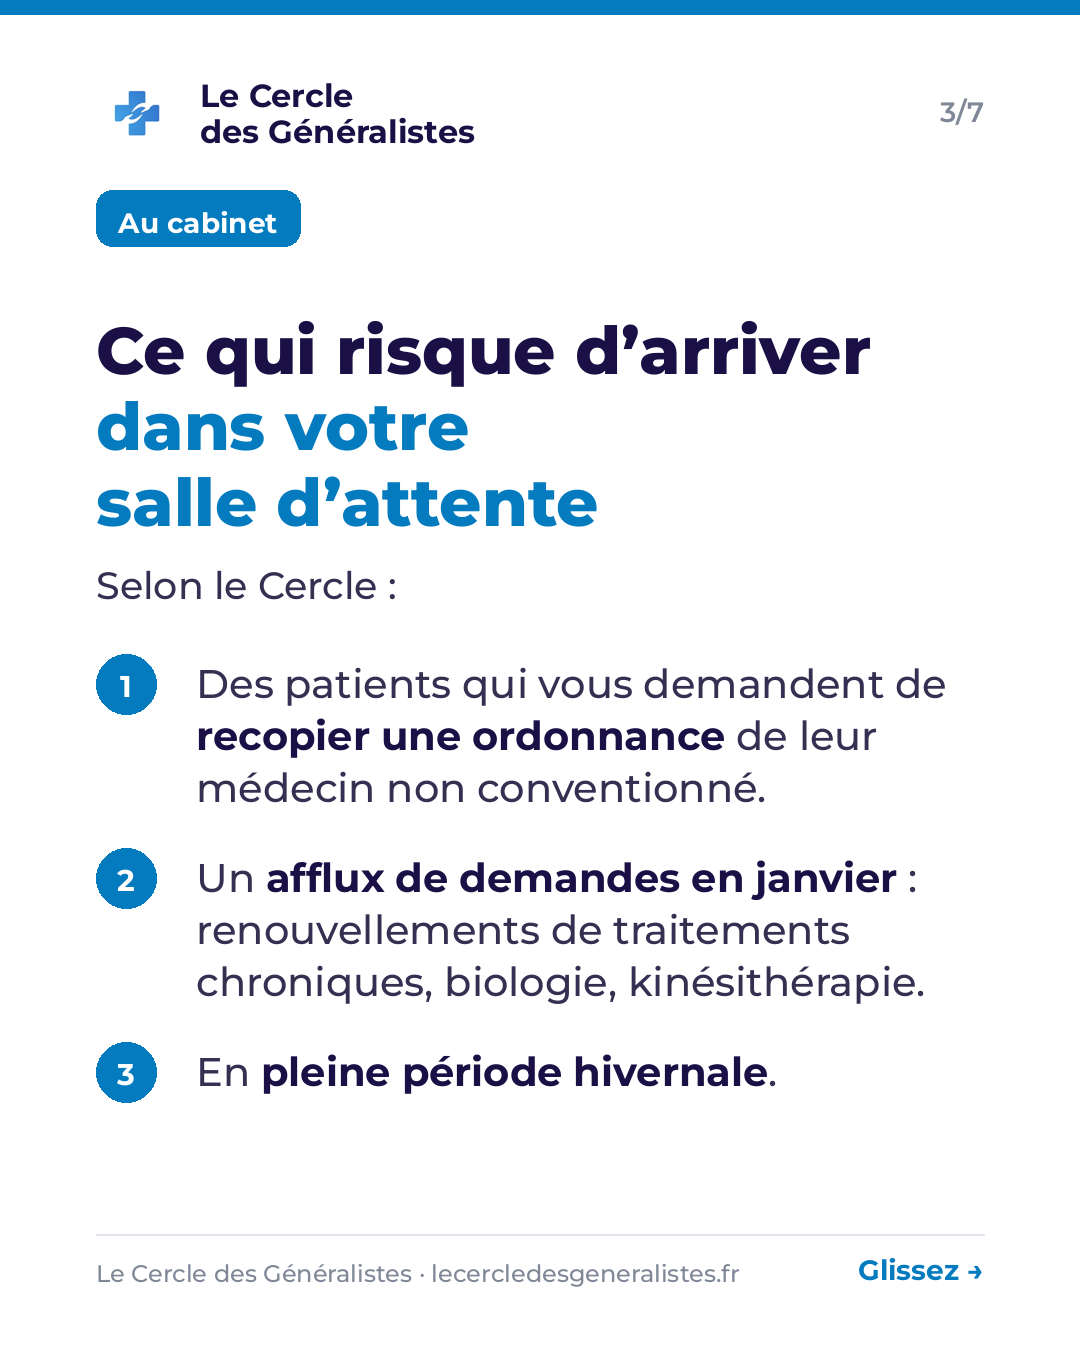 Le Cercle
des Généralistes
3/7
Au cabinet
Ce qui risque d’arriver
dans votre
salle d’attente
Selon le Cercle :
1
Des patients qui vous demandent de
recopier une ordonnance de leur
médecin non conventionné.
2
Un afflux de demandes en janvier :
renouvellements de traitements
chroniques, biologie, kinésithérapie.
3
En pleine période hivernale.
Le Cercle des Généralistes · lecercledesgeneralistes.fr
Glissez →